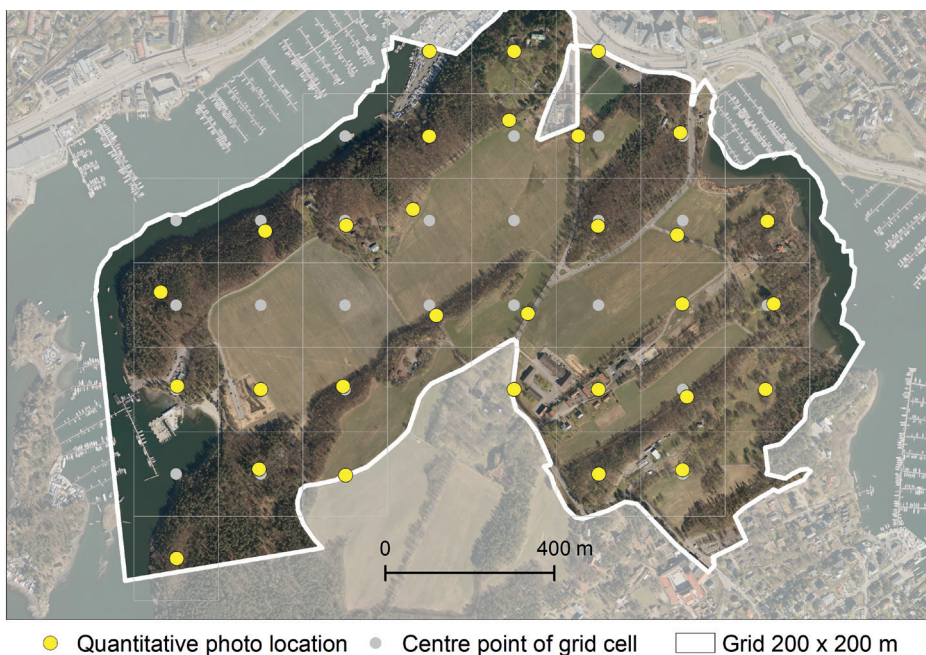 0 400 m
Quantitative photo location Centre point of grid cell Grid 200 x 200 m